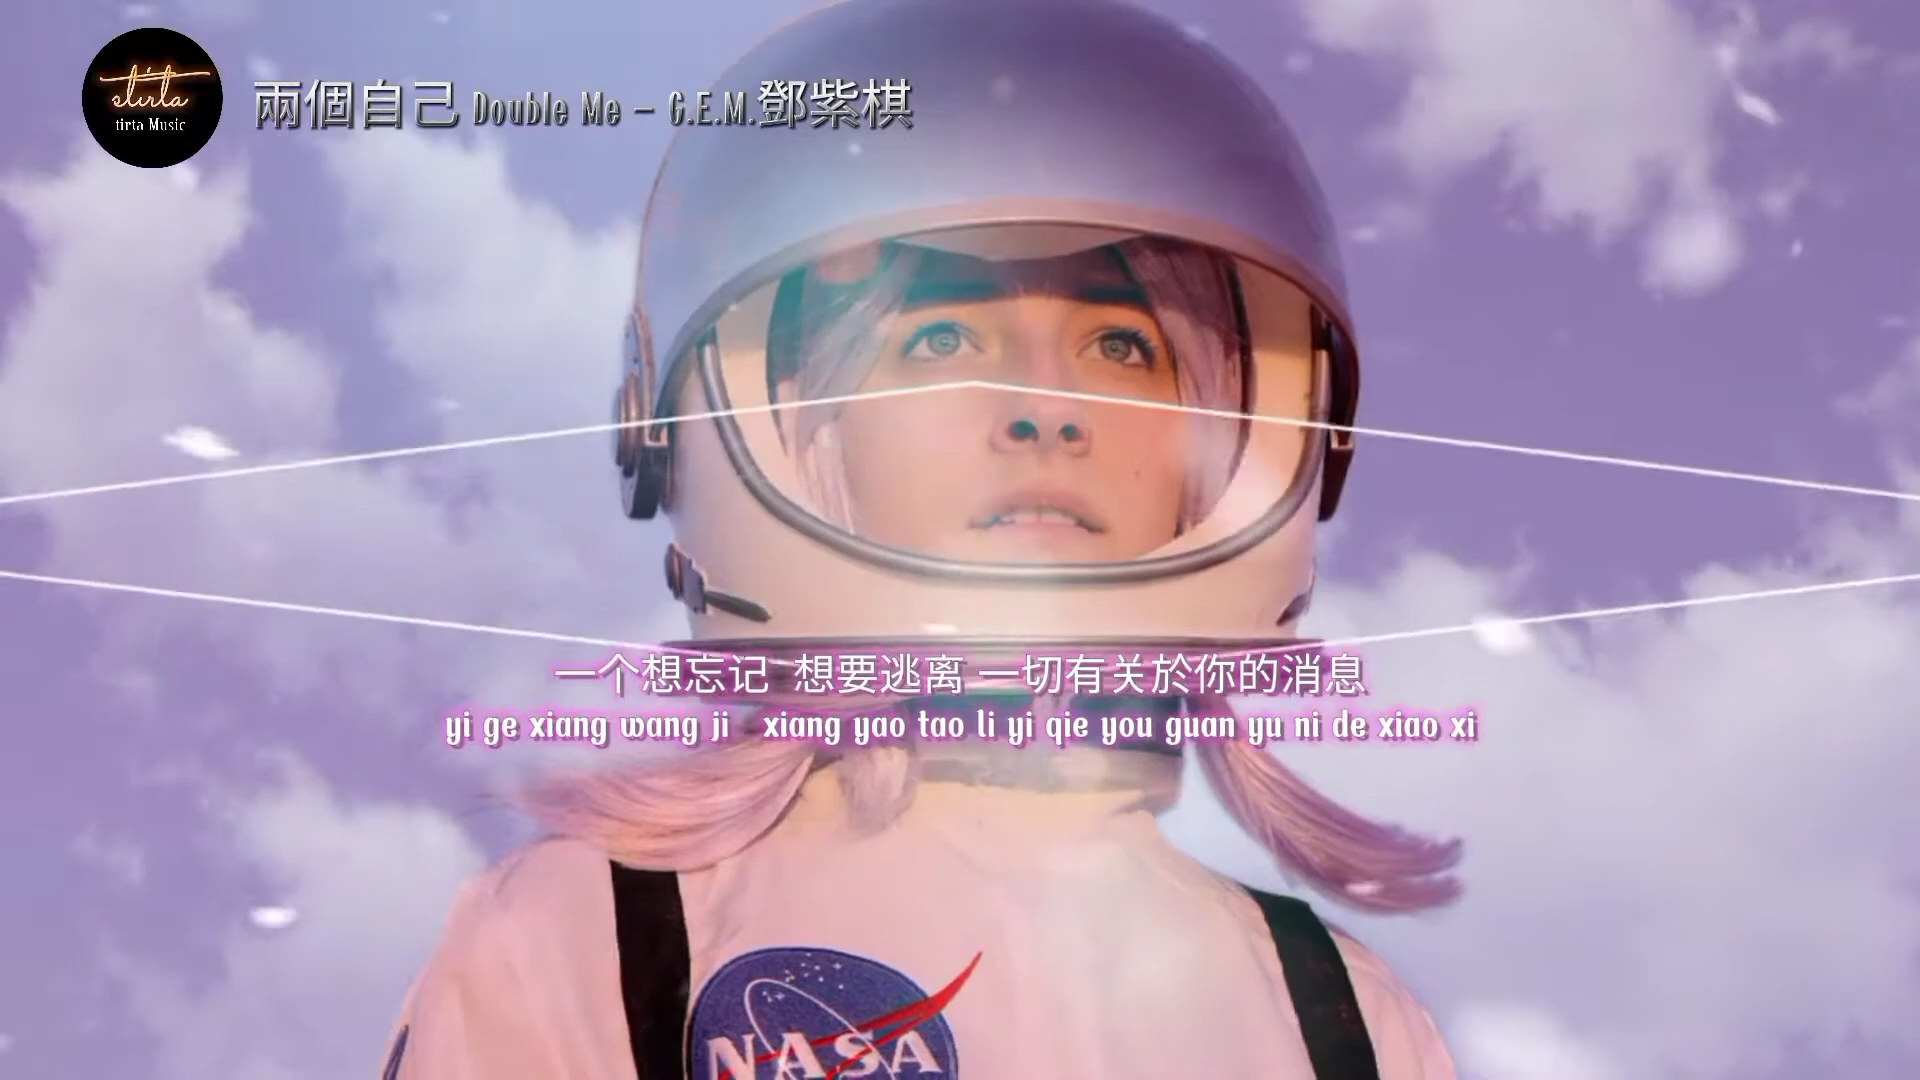 tirta
tirta Music
兩個自己 Double Me – G.E.M.鄧紫棋
一个想忘记 想要逃离 一切有关於你的消息
yi ge xiang wang ji xiang yao tao li yi qie you guan yu ni de xiao xi
NASA